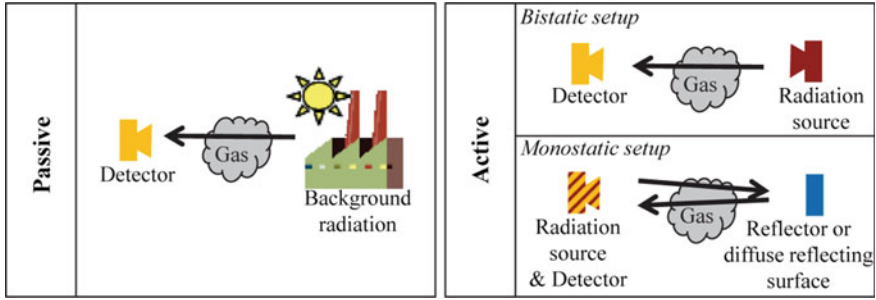 Passive
Detector
Gas
Background
radiation
Active
Bistatic setup
Detector
Gas
Radiation
source
Monostatic setup
Radiation
source
& Detector
Gas
Reflector or
diffuse reflecting
surface